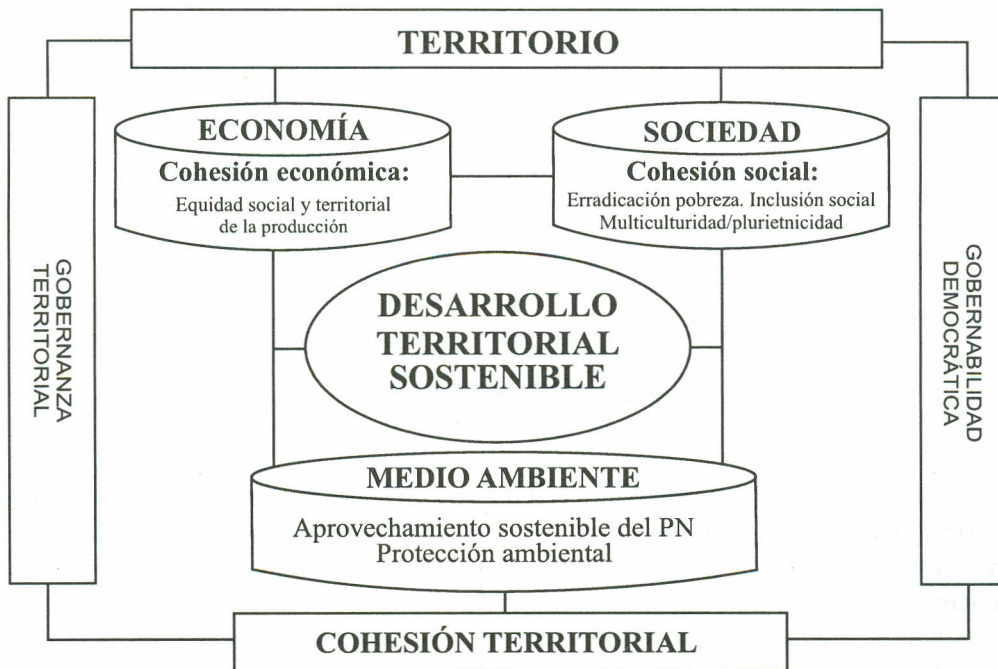 TERRITORIO
ECONOMÍA
Cohesión económica:
Equidad social y territorial
de la producción
SOCIEDAD
Cohesión social:
Erradicación pobreza. Inclusión social
Multiculturidad/plurietnicidad
GOBERNANZA
TERRITORIAL
DESARROLLO
TERRITORIAL
SOSTENIBLE
GOBERNABILIDAD
DEMOCRÁTICA
MEDIO AMBIENTE
Aprovechamiento sostenible del PN
Protección ambiental
COHESIÓN TERRITORIAL